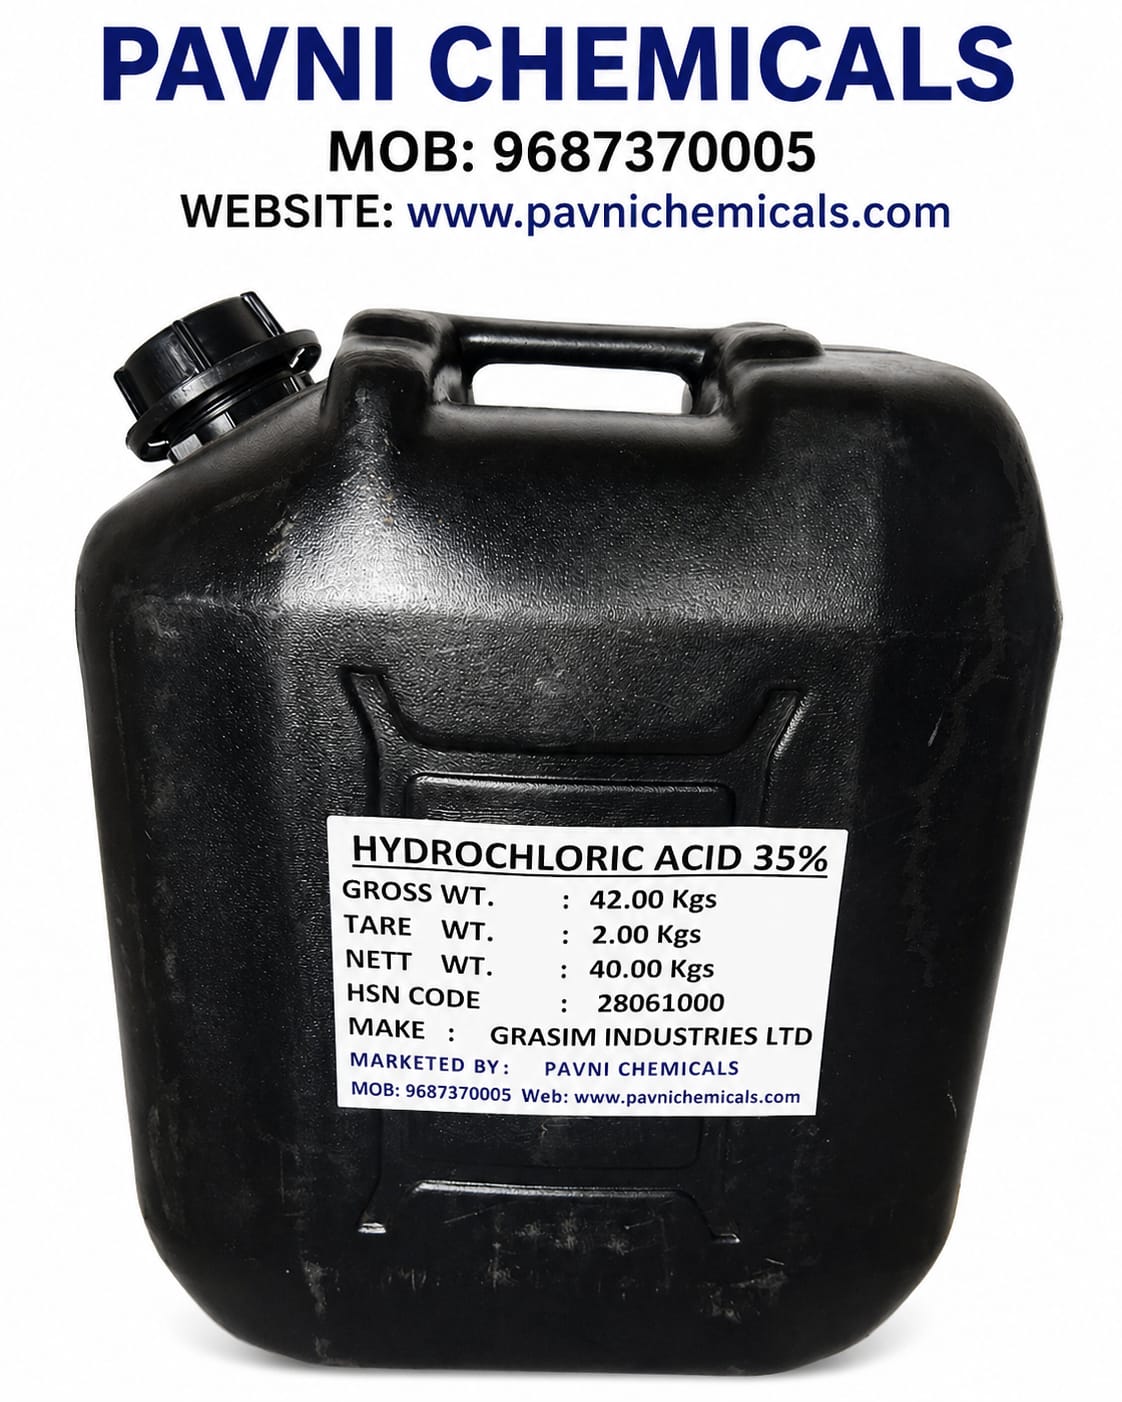 PAVNI CHEMICALS
MOB: 9687370005
WEBSITE: www.pavnichemicals.com
HYDROCHLORIC ACID 35%
GROSS WT. : 42.00 Kgs
TARE WT. : 2.00 Kgs
NETT WT. : 40.00 Kgs
HSN CODE : 28061000
MAKE : GRASIM INDUSTRIES LTD
MARKETED BY: PAVNI CHEMICALS
MOB: 9687370005 Web: www.pavnichemicals.com